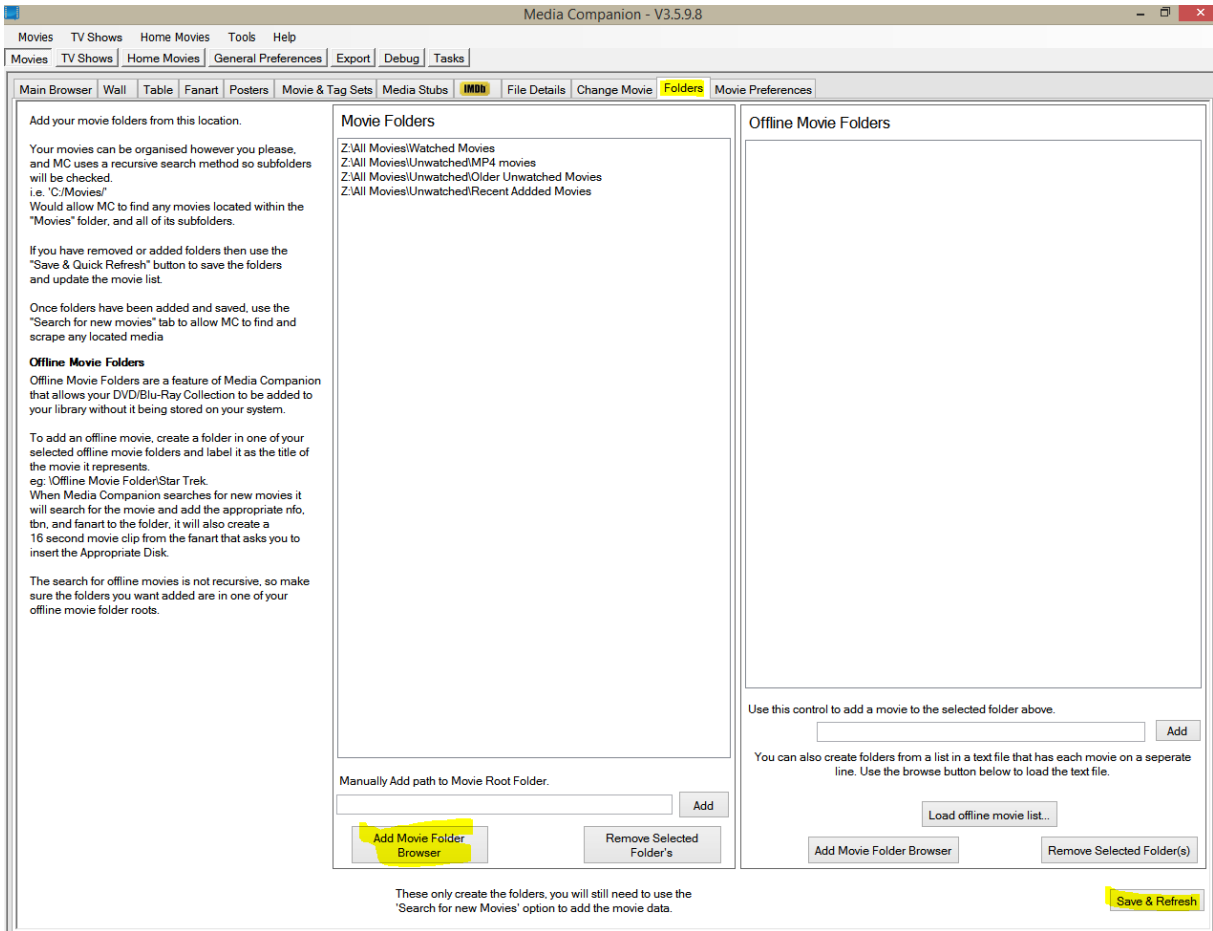 Media Companion - V3.5.9.8
Movies TV Shows Home Movies Tools Help
Movies TV Shows Home Movies General Preferences Export Debug Tasks
Main Browser Wall Table Fanart Posters Movie & Tag Sets Media Stubs IMDb File Details Change Movie Folders Movie Preferences
Add your movie folders from this location.
Your movies can be organised however you please,
and MC uses a recursive search method so subfolders
will be checked.
i.e. 'C:/Movies/'
Would allow MC to find any movies located within the
"Movies" folder, and all of its subfolders.
If you have removed or added folders then use the
"Save & Quick Refresh" button to save the folders
and update the movie list.
Once folders have been added and saved, use the
"Search for new movies" tab to allow MC to find and
scrape any located media
Offline Movie Folders
Offline Movie Folders are a feature of Media Companion
that allows your DVD/Blu-Ray Collection to be added to
your library without it being stored on your system.
To add an offline movie, create a folder in one of your
selected offline movie folders and label it as the title of
the movie it represents.
eg: \Offline Movie Folder\Star Trek.
When Media Companion searches for new movies it
will search for the movie and add the appropriate nfo,
tbn, and fanart to the folder, it will also create a
16 second movie clip from the fanart that asks you to
insert the Appropriate Disk.
The search for offline movies is not recursive, so make
sure the folders you want added are in one of your
offline movie folder roots.
Movie Folders
Z:\All Movies\Watched Movies
Z:\All Movies\Unwatched\MP4 movies
Z:\All Movies\Unwatched\Older Unwatched Movies
Z:\All Movies\Unwatched\Recent Addded Movies
Manually Add path to Movie Root Folder.
Add
Add Movie Folder
Browser
Remove Selected
Folder's
Offline Movie Folders
Use this control to add a movie to the selected folder above.
Add
You can also create folders from a list in a text file that has each movie on a seperate
line. Use the browse button below to load the text file.
Load offline movie list...
Add Movie Folder Browser
Remove Selected Folder(s)
These only create the folders, you will still need to use the
'Search for new Movies' option to add the movie data.
Save & Refresh